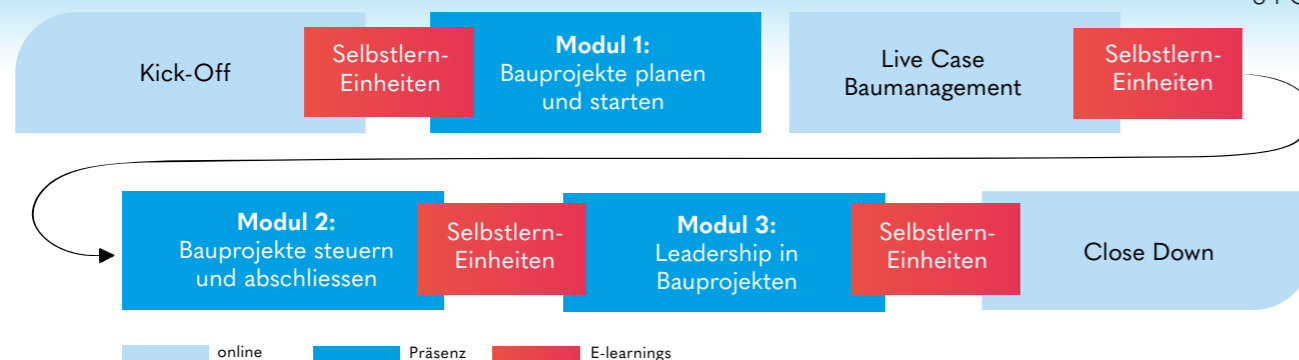 Kick-Off
Selbstlern-
Einheiten
Modul 1:
Bauprojekte planen
und starten
Live Case
Baumanagement
Selbstlern-
Einheiten
Modul 2:
Bauprojekte steuern
und abschliessen
Selbstlern-
Einheiten
Modul 3:
Leadership in
Bauprojekten
Selbstlern-
Einheiten
Close Down
online
Präsenz
E-learnings